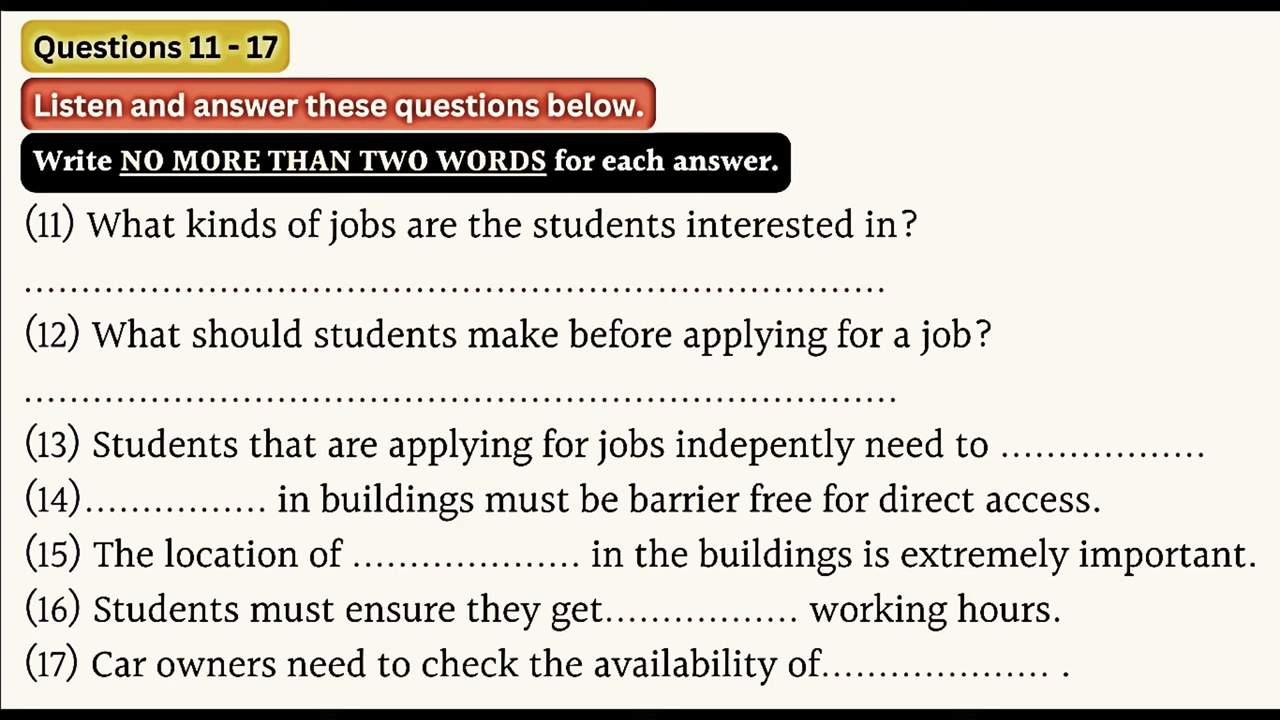 Questions 11 - 17
Listen and answer these questions below.
Write NO MORE THAN TWO WORDS for each answer.
(11) What kinds of jobs are the students interested in?
...........................................................................
(12) What should students make before applying for a job?
............................................................................
(13) Students that are applying for jobs indepently need to ..................
(14)................ in buildings must be barrier free for direct access.
(15) The location of .................... in the buildings is extremely important.
(16) Students must ensure they get................. working hours.
(17) Car owners need to check the availability of.................... .